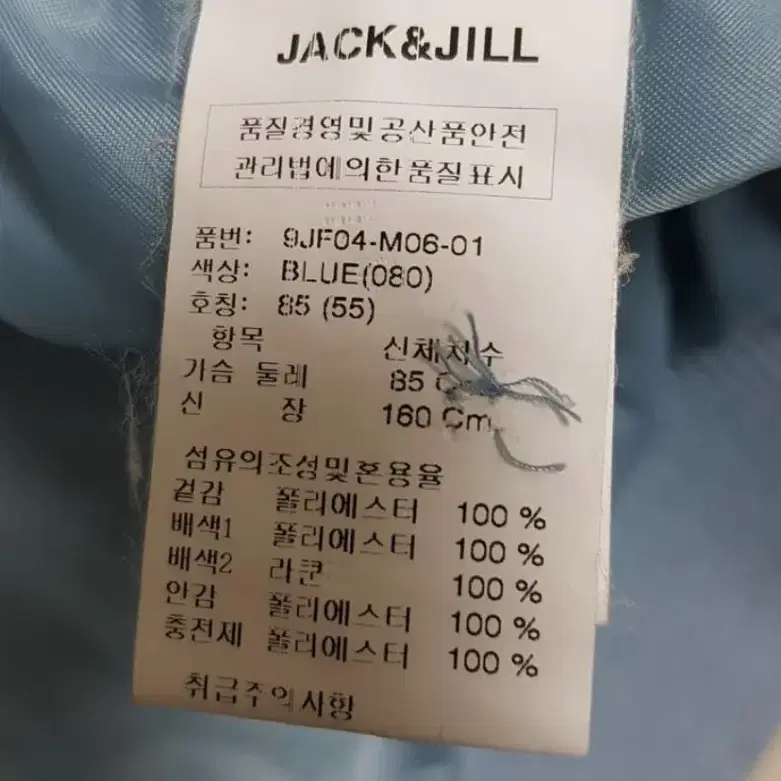 JACK&JILL
품질경영및공산품안전
관리법에의한품질표시
품번: 9JF04-M06-01
색상: BLUE(080)
호칭: 85 (55)
항목 신체치수
가슴 둘레 85
신 장 160 Cm
섬유의조성및혼용율
겉감 폴리에스터 100 %
배색1 폴리에스터 100 %
배색2 라쿤 100 %
안감 폴리에스터 100 %
충전제 폴리에스터 100 %
취급주의사항